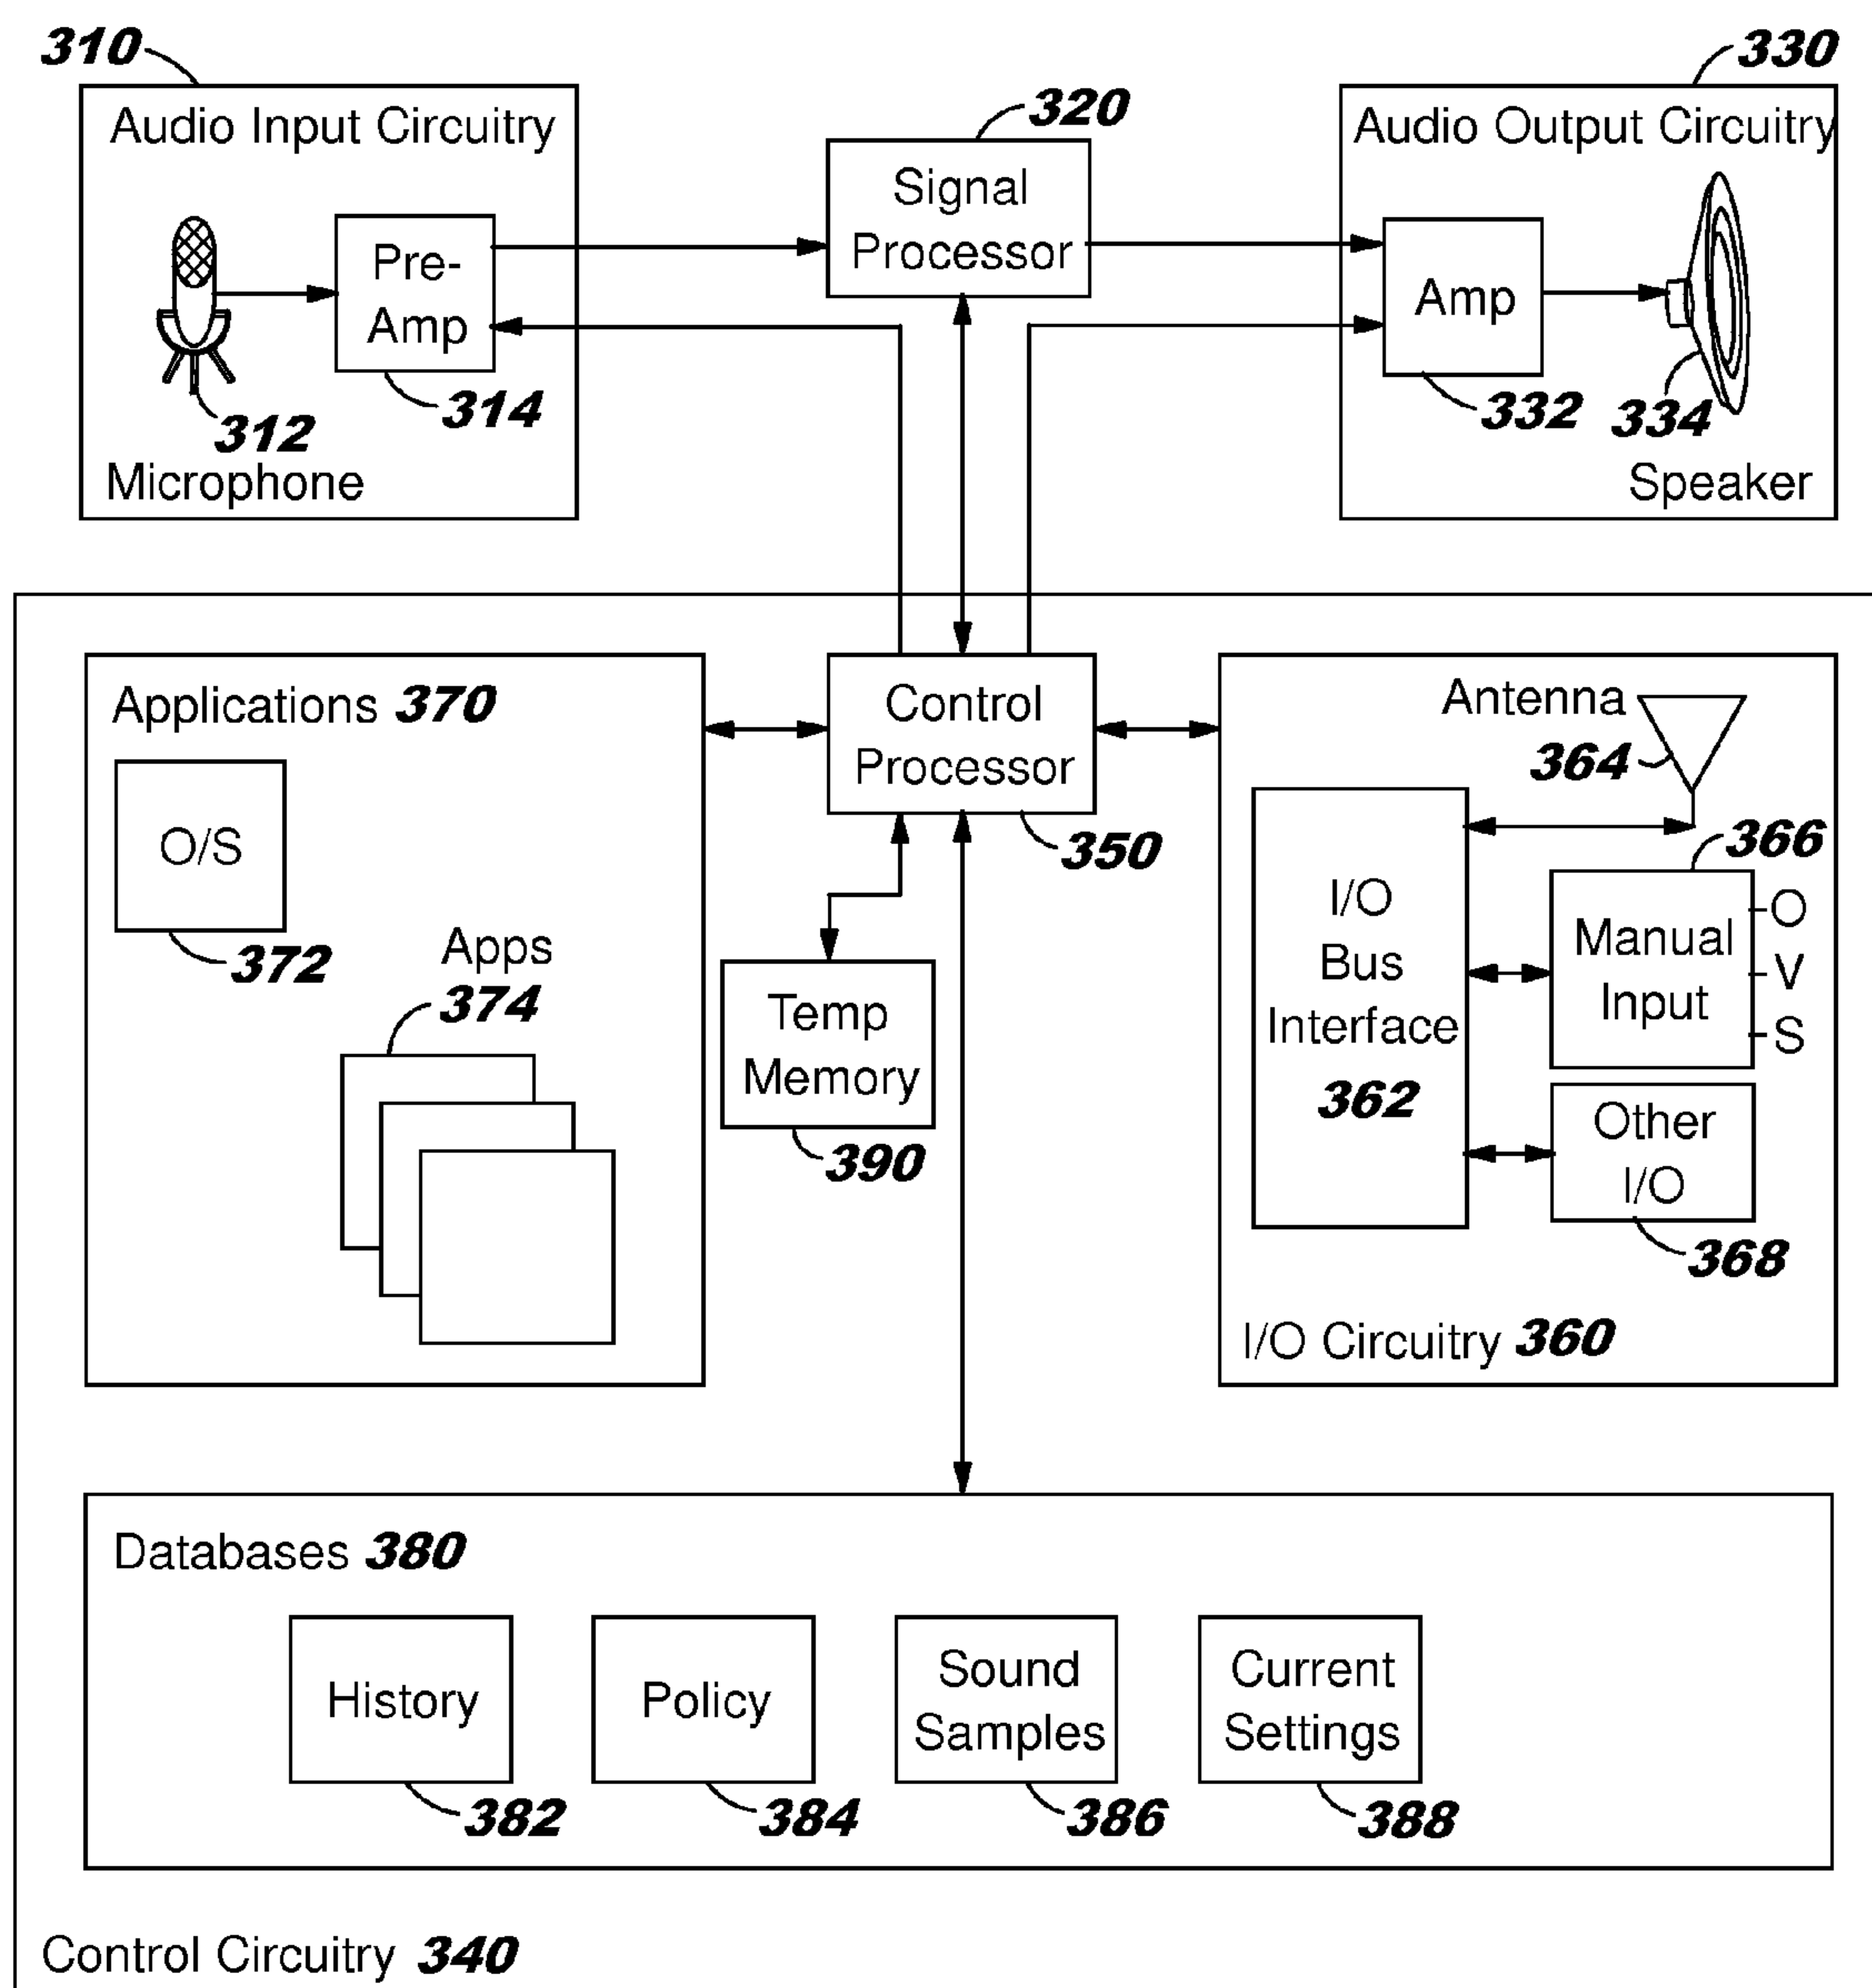 310
330
Audio Input Circuitry
320
Audio Output Circuitry
Signal
Processor
Pre-
Amp
Amp
312
314
332
334
Microphone
Speaker
Applications 370
Control
Processor
Antenna
364
350
366
O/S
372
I/O
Bus
Interface
362
Manual
Input
O
V
S
Apps
374
Temp
Memory
390
Other
I/O
368
I/O Circuitry 360
Databases 380
History
Policy
Sound
Samples
Current
Settings
382
384
386
388
Control Circuitry 340